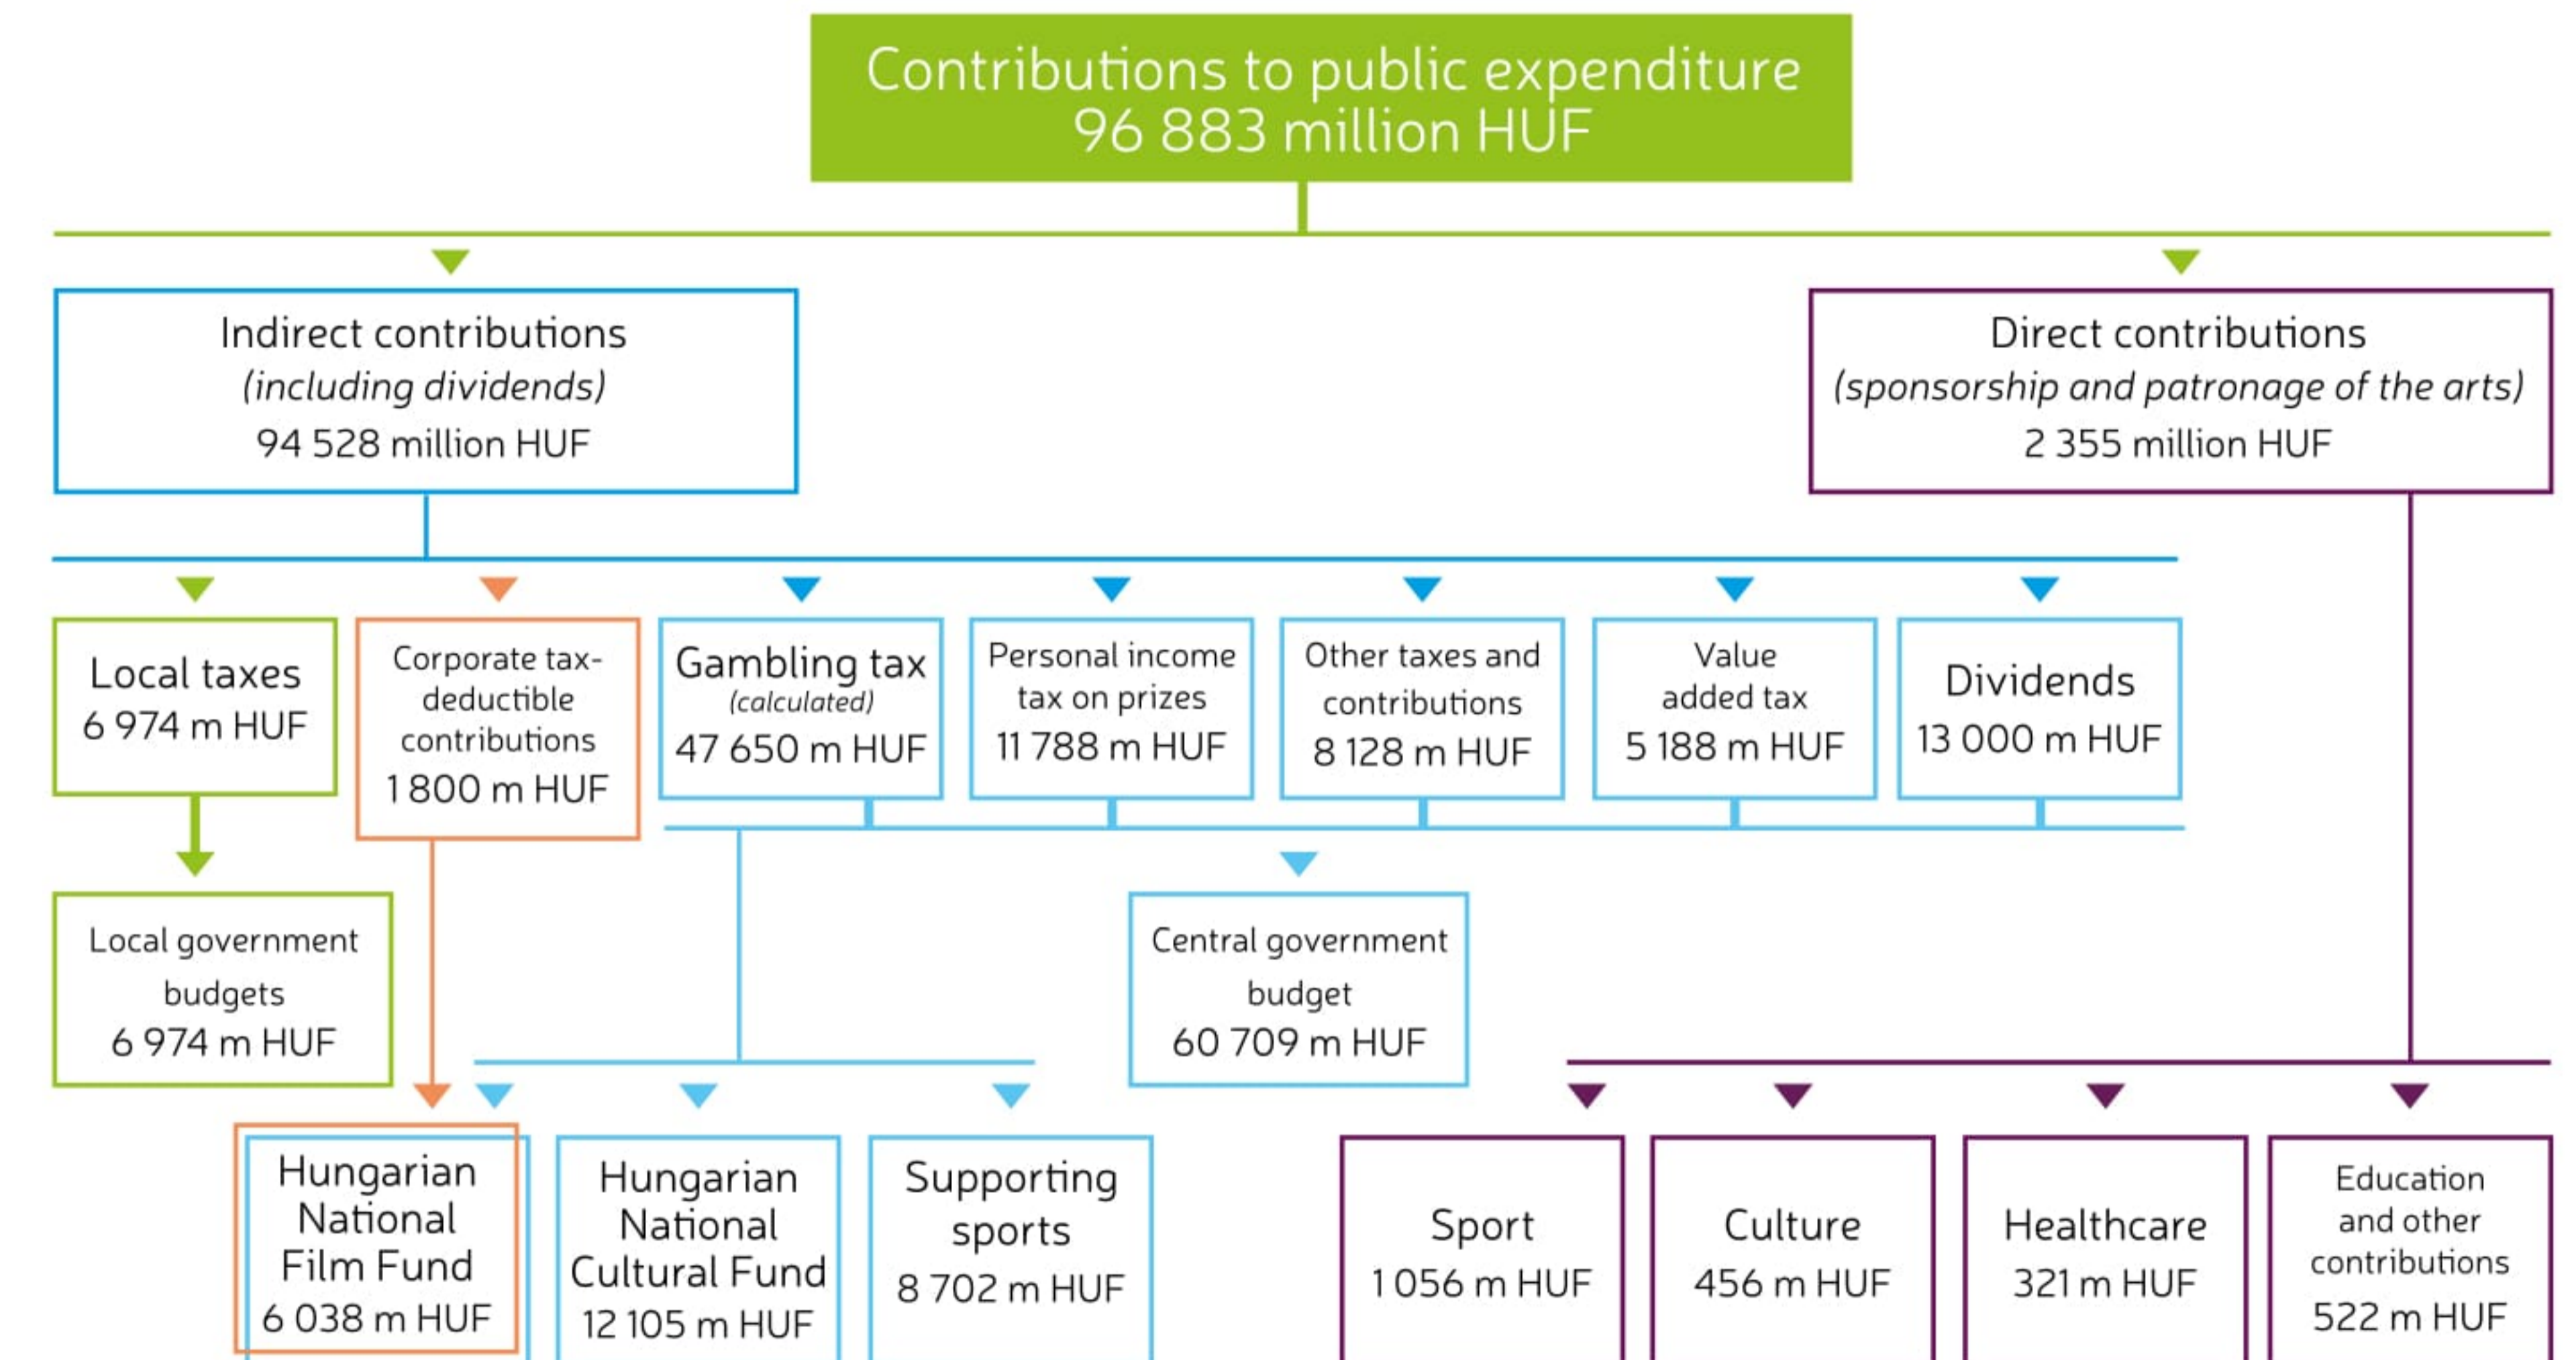 Contributions to public expenditure
96 883 million HUF
Indirect contributions
(including dividends)
94 528 million HUF
Direct contributions
(sponsorship and patronage of the arts)
2 355 million HUF
Local taxes
6 974 m HUF
Corporate tax-
deductible
contributions
1 800 m HUF
Gambling tax
(calculated)
47 650 m HUF
Personal income
tax on prizes
11 788 m HUF
Other taxes and
contributions
8 128 m HUF
Value
added tax
5 188 m HUF
Dividends
13 000 m HUF
Local government
budgets
6 974 m HUF
Central government
budget
60 709 m HUF
Hungarian
National
Film Fund
6 038 m HUF
Hungarian
National
Cultural Fund
12 105 m HUF
Supporting
sports
8 702 m HUF
Sport
1 056 m HUF
Culture
456 m HUF
Healthcare
321 m HUF
Education
and other
contributions
522 m HUF